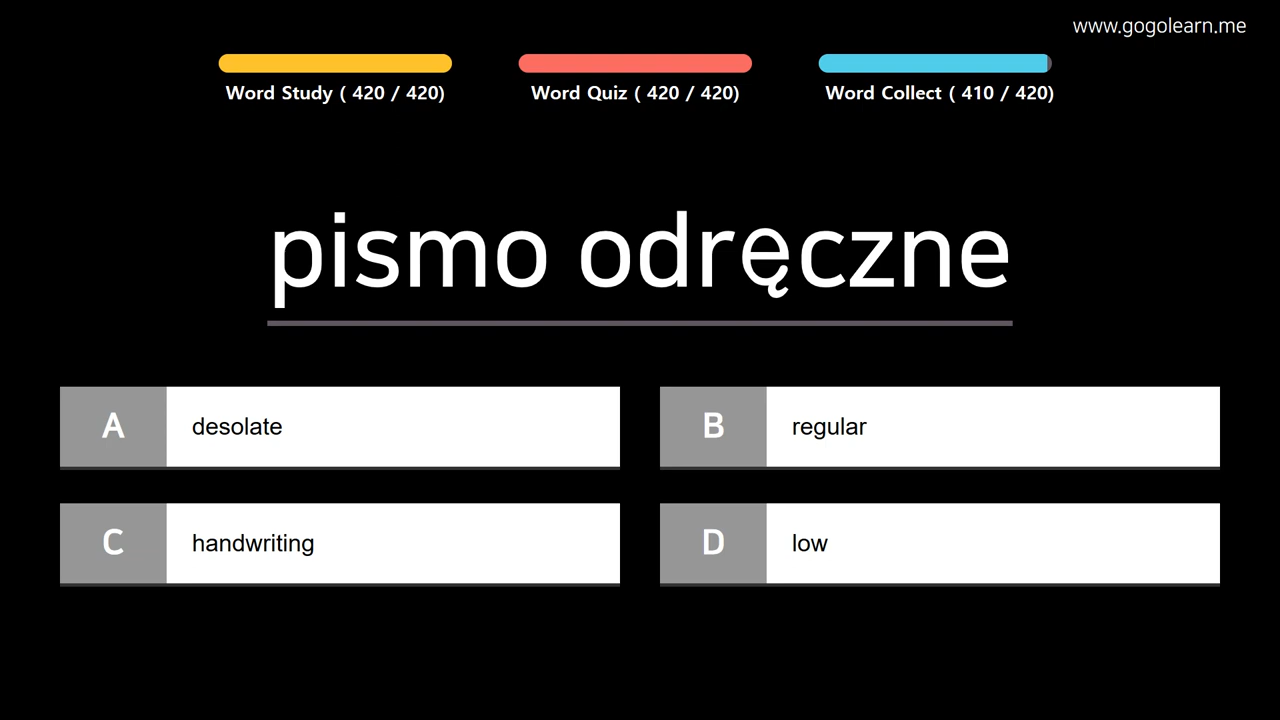 www.gogolearn.me
Word Study ( 420 / 420)
Word Quiz ( 420 / 420)
Word Collect ( 410 / 420)
pismo odręczne
A
desolate
B
regular
C
handwriting
D
low